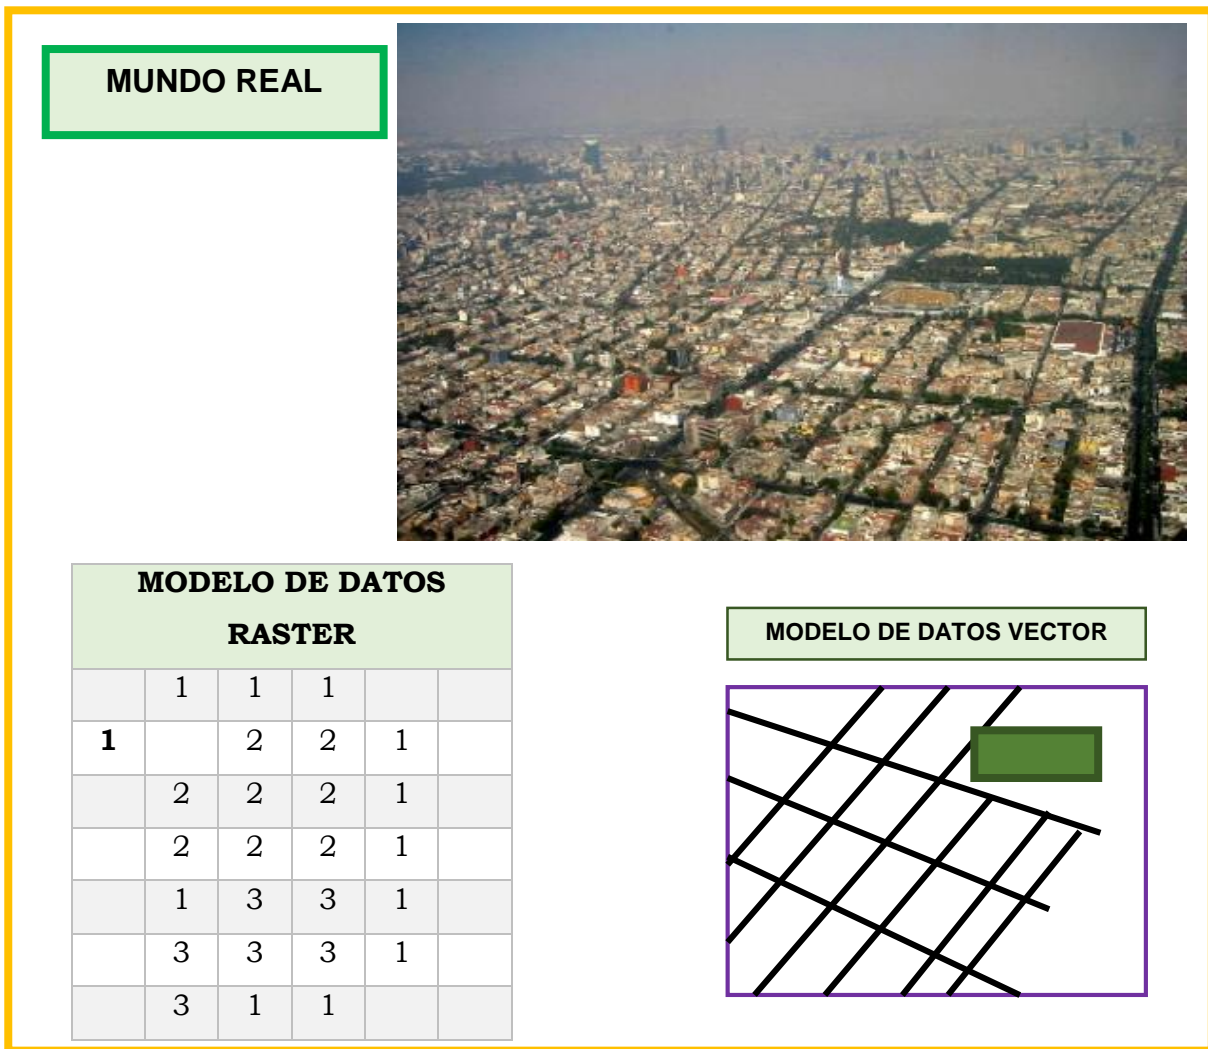 MUNDO REAL
MODELO DE DATOS
RASTER
1 1 1
1 2 2 1
2 2 2 1
2 2 2 1
1 3 3 1
3 3 3 1
3 1 1
MODELO DE DATOS VECTOR